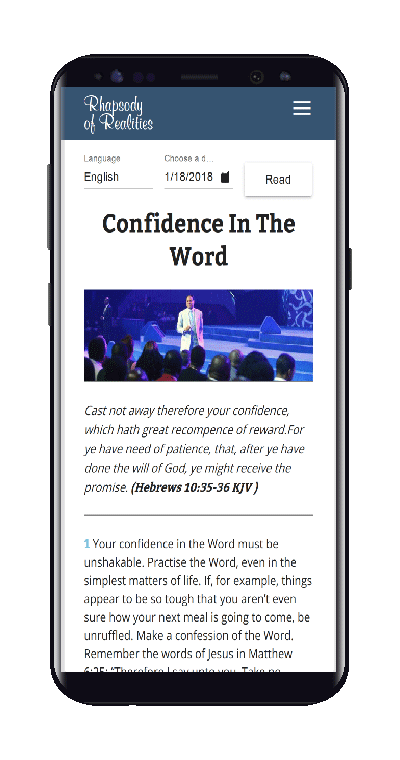 Rhapsody
of Realities
Language
Choose a d...
English
1/18/2018
Read
Confidence In The
Word
Cast not away therefore your confidence,
which hath great recompence of reward.For
ye have need of patience, that, after ye have
done the will of God, ye might receive the
promise. (Hebrews 10:35-36 KJV )
1 Your confidence in the Word must be
unshakable. Practise the Word, even in the
simplest matters of life. If, for example, things
appear to be so tough that you aren't even
sure how your next meal is going to come, be
unruffled. Make a confession of the Word.
Remember the words of Jesus in Matthew
6:25: "Therefore I say unto you, Take no